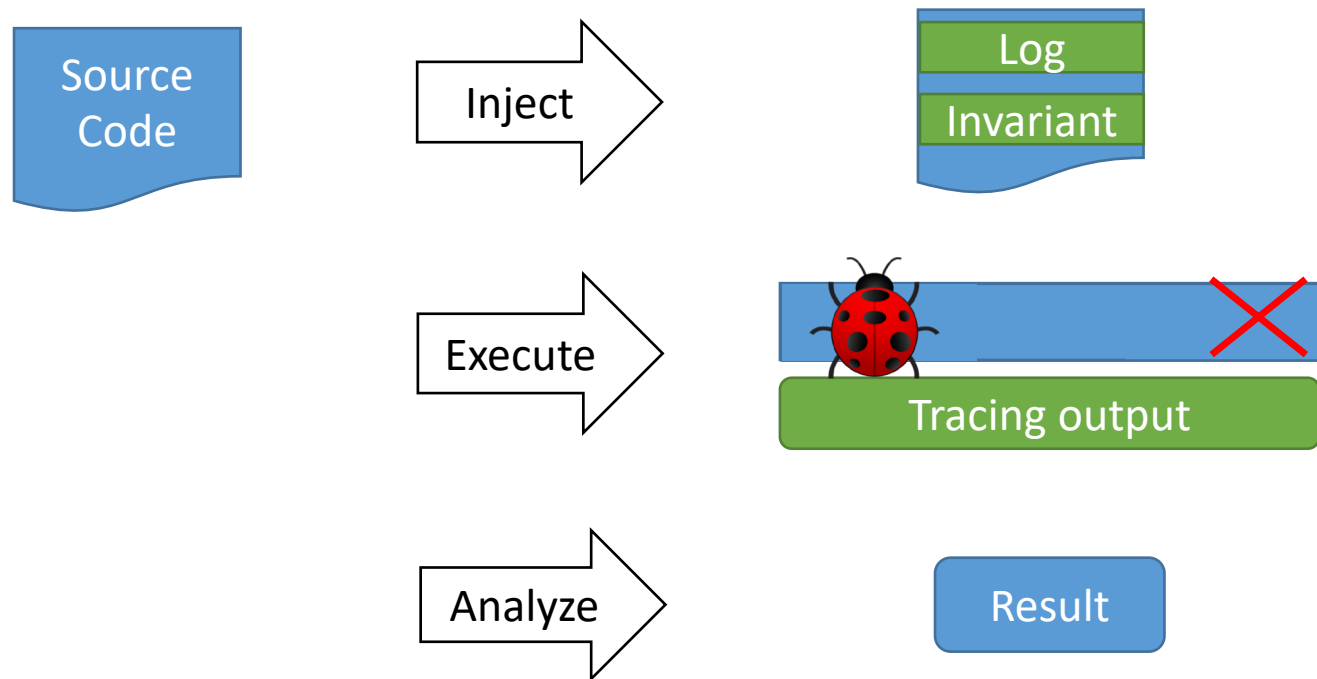 Source
Code
Inject
Log
Invariant
Execute
Tracing output
Analyze
Result